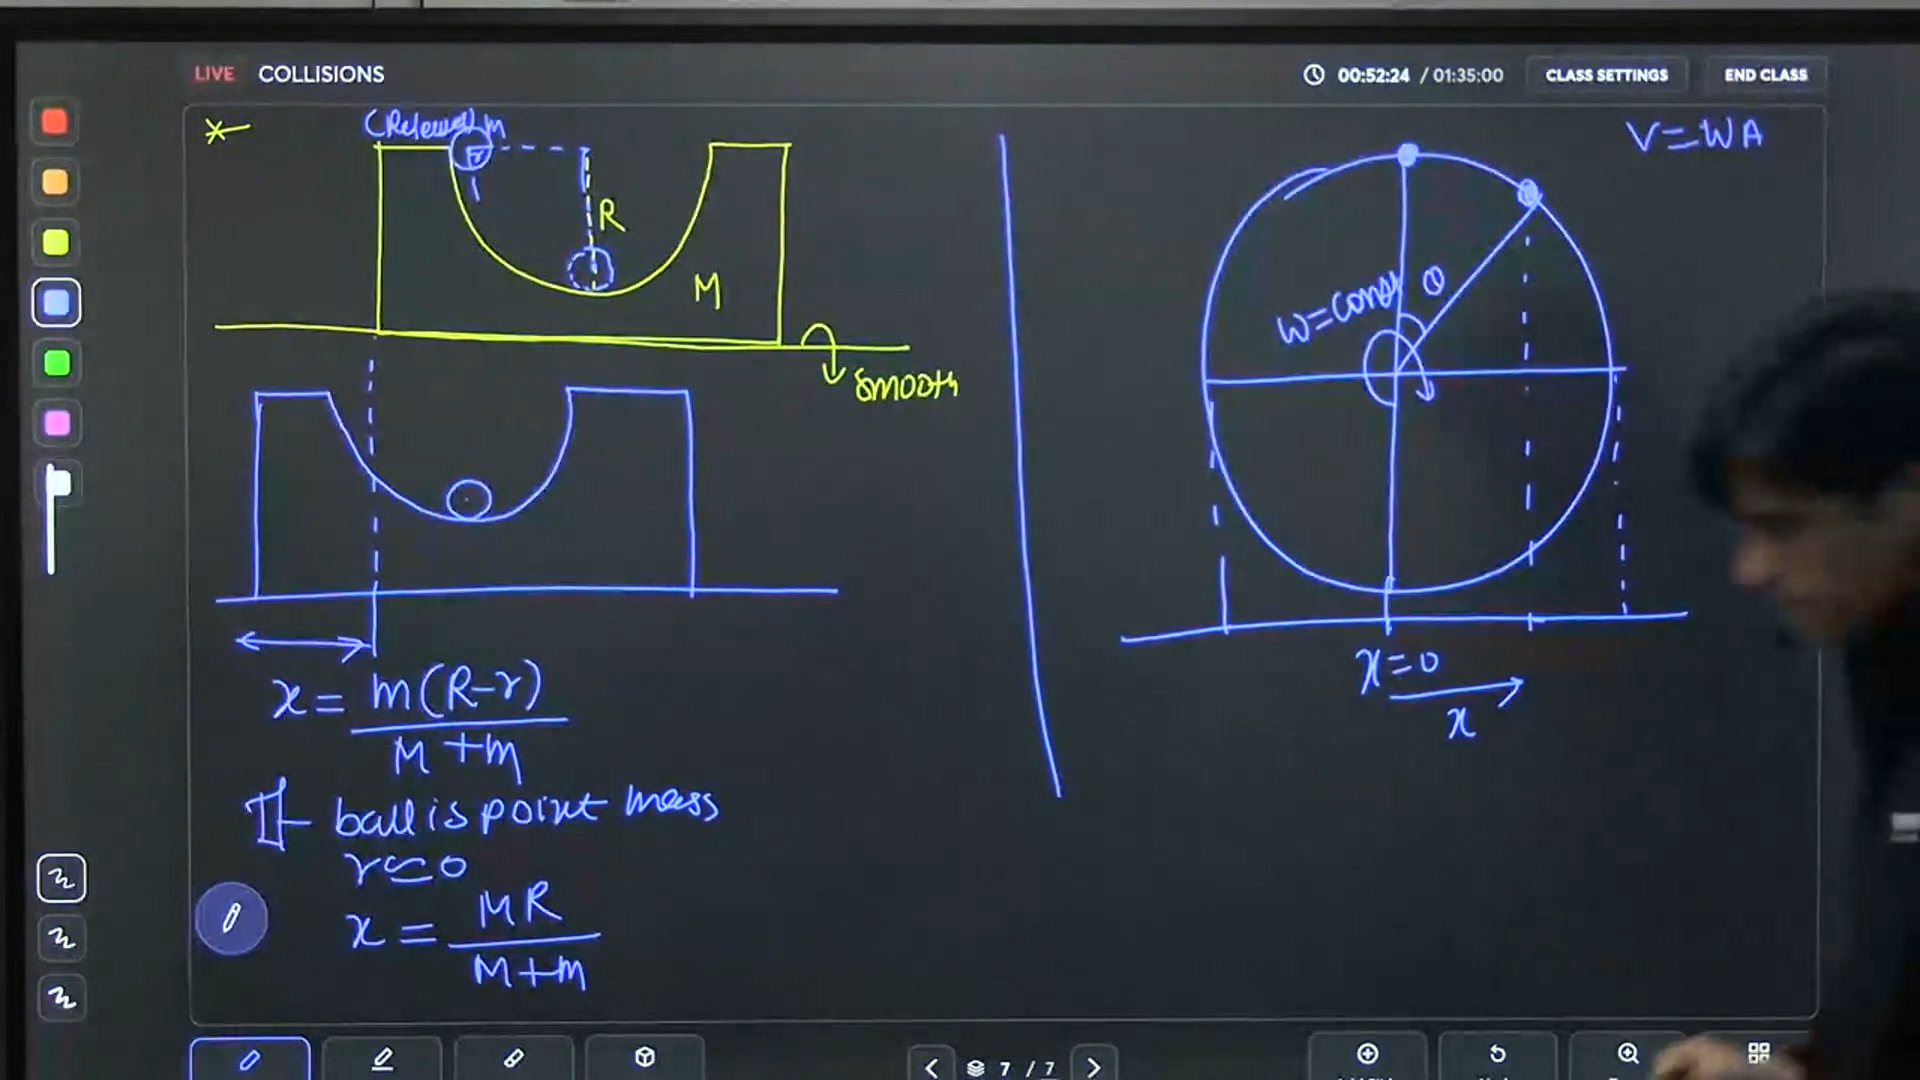 LIVE COLLISIONS
00:52:24 / 01:35:00 CLASS SETTINGS END CLASS
m
r
R
M
smooth
x = m(R-r)
M+m
If ball is point mass
r≃0
x = MR
M+m
V=WA
W=const θ
x=0
x
7 / 7